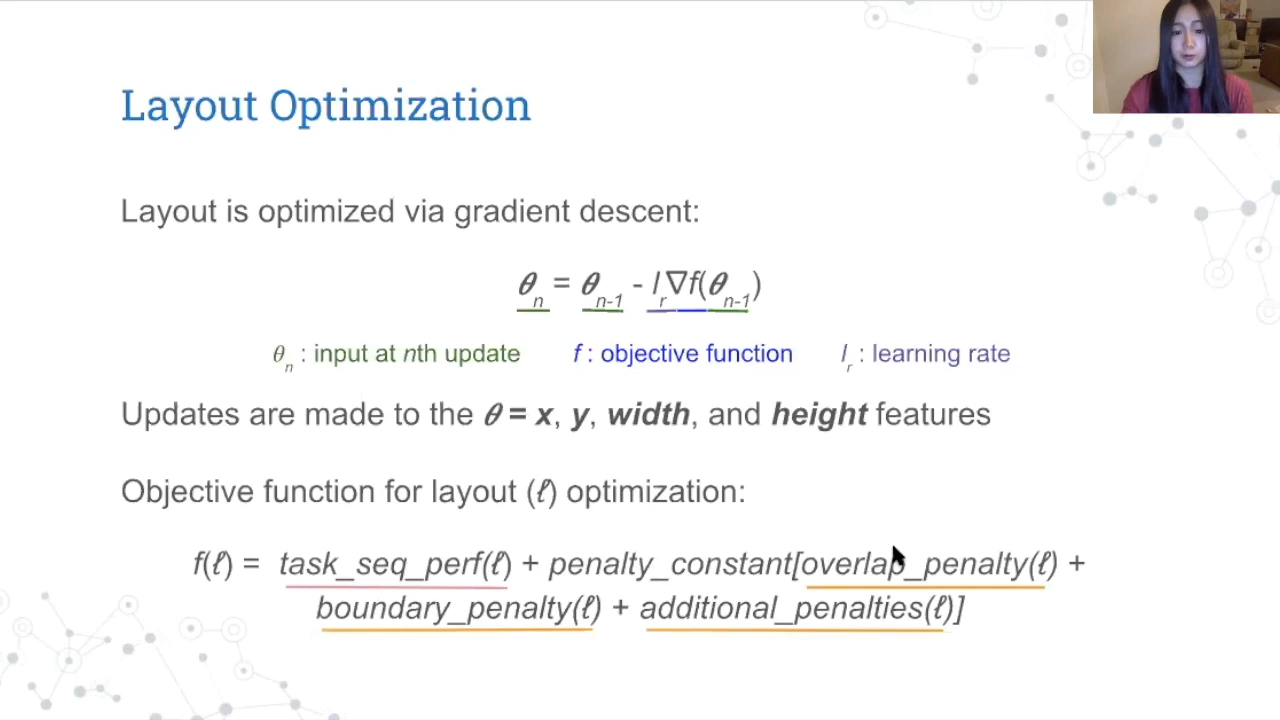 Layout Optimization
Layout is optimized via gradient descent:
𝜃n = 𝜃n-1 - lr∇f(𝜃n-1)
𝜃n : input at nth update f : objective function lr : learning rate
Updates are made to the 𝜃 = x, y, width, and height features
Objective function for layout (ℓ) optimization:
f(ℓ) = task_seq_perf(ℓ) + penalty_constant[overlap_penalty(ℓ) +
boundary_penalty(ℓ) + additional_penalties(ℓ)]